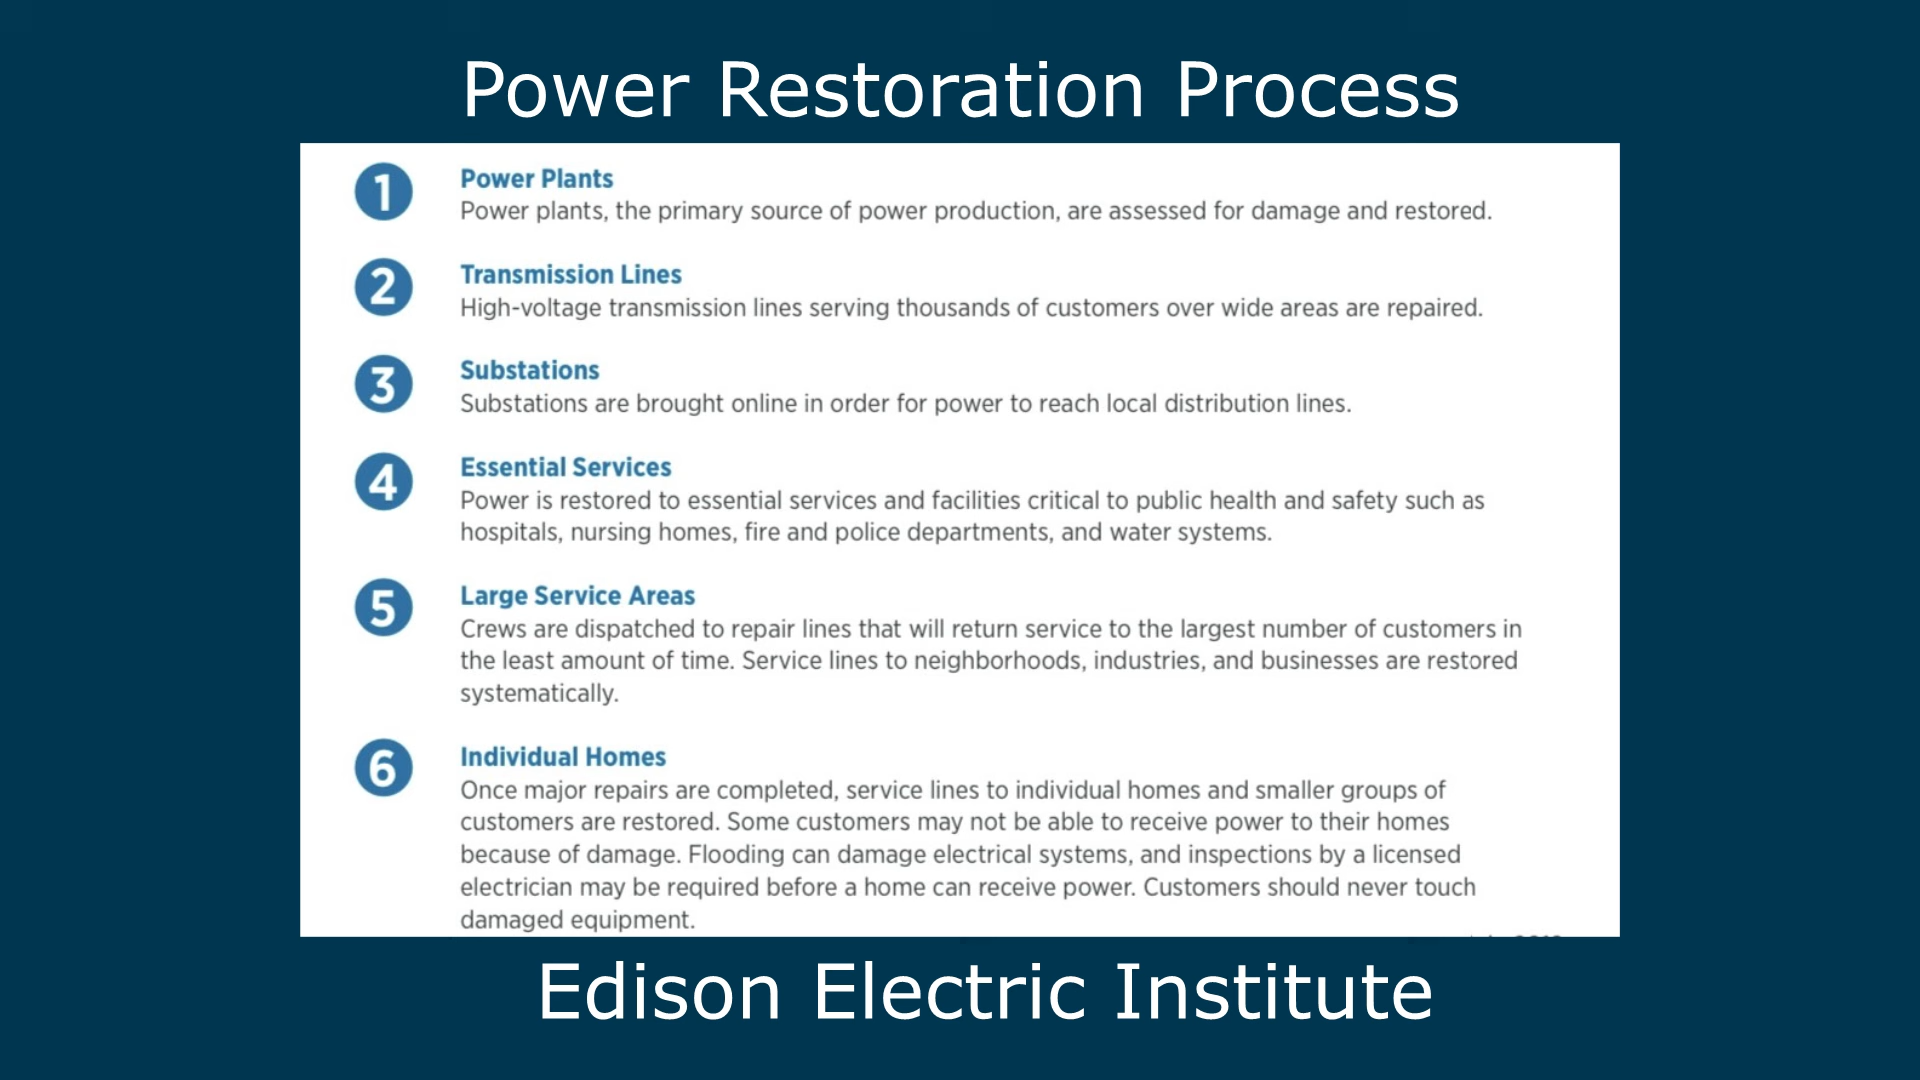 Power Restoration Process
1
Power Plants
Power plants, the primary source of power production, are assessed for damage and restored.
2
Transmission Lines
High-voltage transmission lines serving thousands of customers over wide areas are repaired.
3
Substations
Substations are brought online in order for power to reach local distribution lines.
4
Essential Services
Power is restored to essential services and facilities critical to public health and safety such as
hospitals, nursing homes, fire and police departments, and water systems.
5
Large Service Areas
Crews are dispatched to repair lines that will return service to the largest number of customers in
the least amount of time. Service lines to neighborhoods, industries, and businesses are restored
systematically.
6
Individual Homes
Once major repairs are completed, service lines to individual homes and smaller groups of
customers are restored. Some customers may not be able to receive power to their homes
because of damage. Flooding can damage electrical systems, and inspections by a licensed
electrician may be required before a home can receive power. Customers should never touch
damaged equipment.
Edison Electric Institute